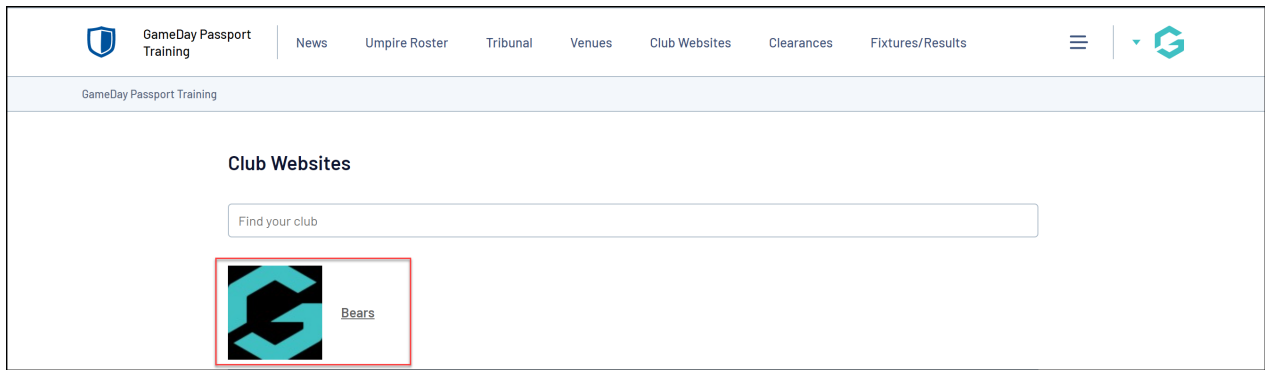 GameDay Passport
Training
News
Umpire Roster
Tribunal
Venues
Club Websites
Clearances
Fixtures/Results
GameDay Passport Training
Club Websites
Find your club
Bears